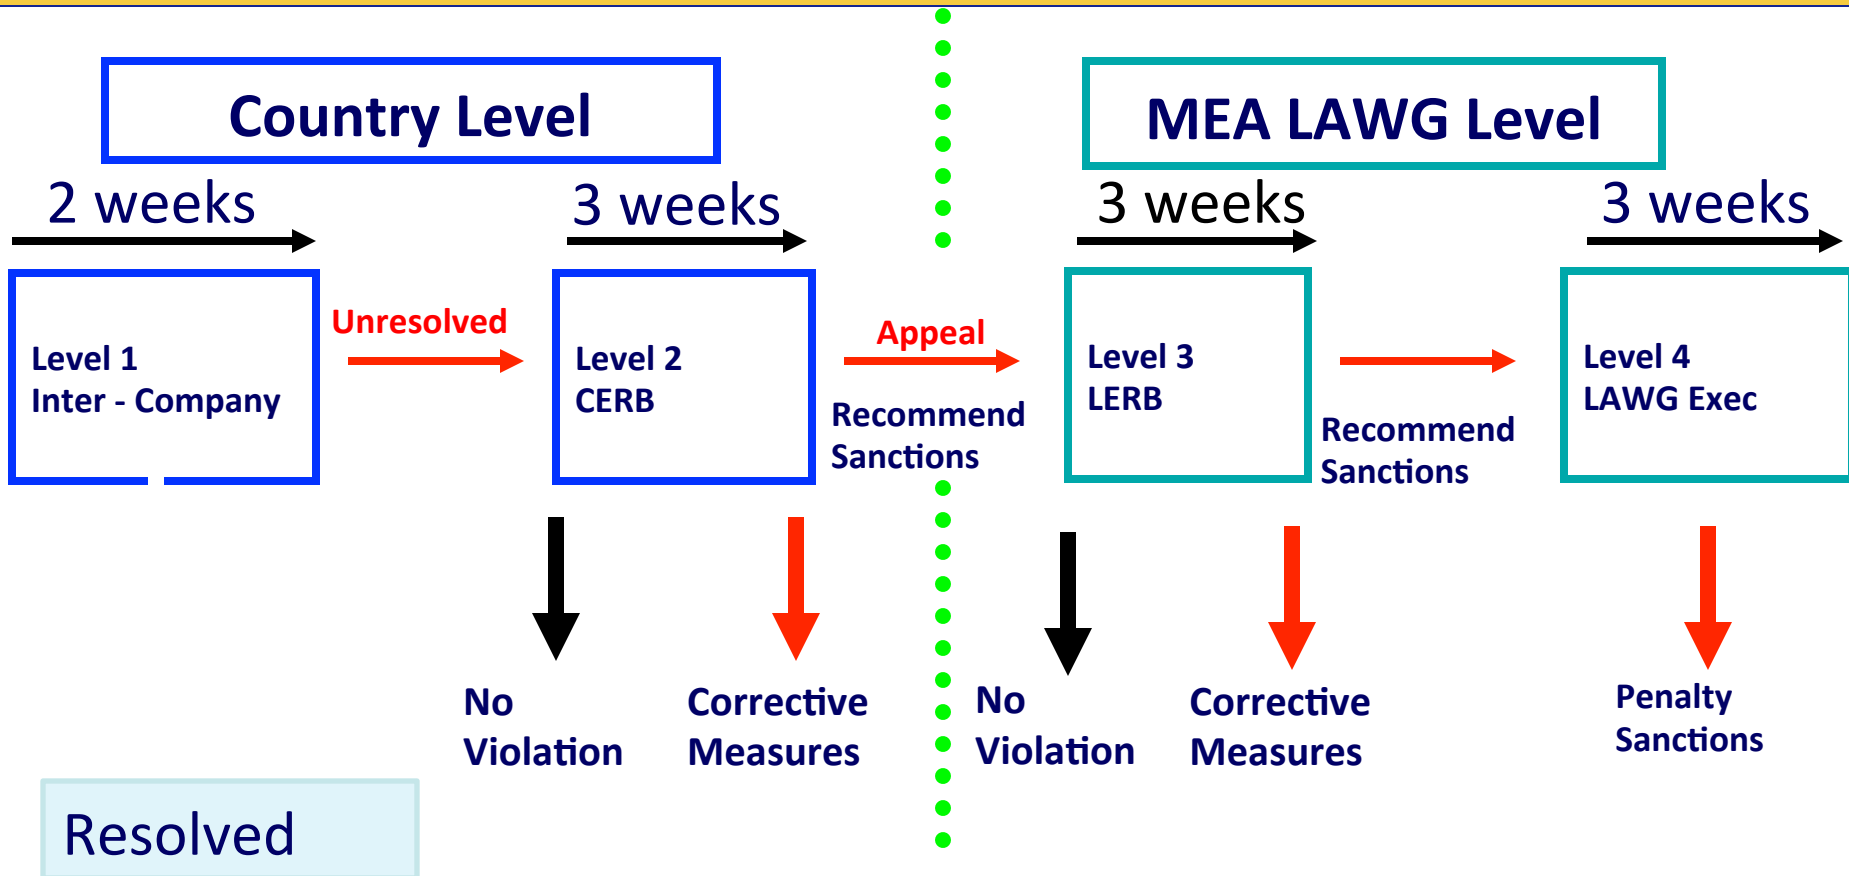 Country Level
MEA LAWG Level
2 weeks
3 weeks
3 weeks
3 weeks
Level 1
Inter - Company
Unresolved
Level 2
CERB
Appeal
Recommend
Sanctions
Level 3
LERB
Recommend
Sanctions
Level 4
LAWG Exec
No
Violation
Corrective
Measures
No
Violation
Corrective
Measures
Penalty
Sanctions
Resolved